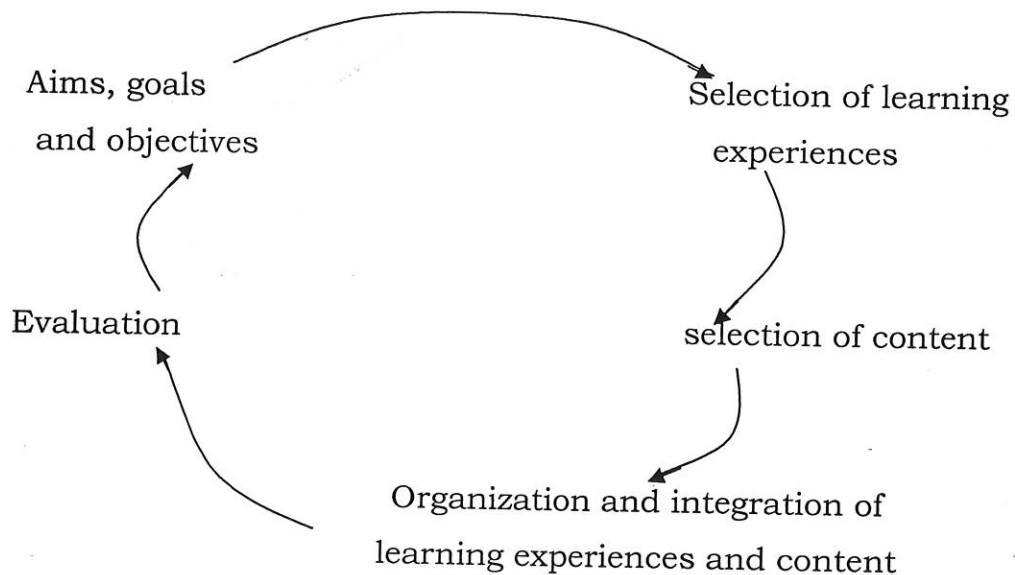 Aims, goals
and objectives
Selection of learning
experiences
selection of content
Organization and integration of
learning experiences and content
Evaluation